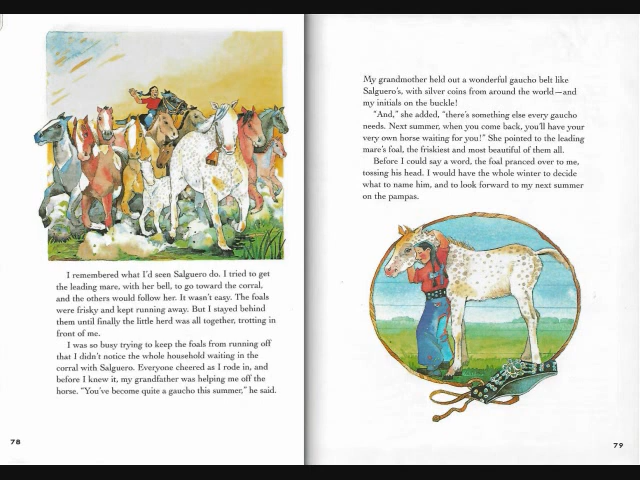 I remembered what I'd seen Salguero do. I tried to get
the leading mare, with her bell, to go toward the corral,
and the others would follow her. It wasn't easy. The foals
were frisky and kept running away. But I stayed behind
them until finally the little herd was all together, trotting in
front of me.
I was so busy trying to keep the foals from running off
that I didn't notice the whole household waiting in the
corral with Salguero. Everyone cheered as I rode in, and
before I knew it, my grandfather was helping me off the
horse. "You've become quite a gaucho this summer," he said.
78
My grandmother held out a wonderful gaucho belt like
Salguero's, with silver coins from around the world—and
my initials on the buckle!
"And," she added, "there's something else every gaucho
needs. Next summer, when you come back, you'll have your
very own horse waiting for you!" She pointed to the leading
mare's foal, the friskiest and most beautiful of them all.
Before I could say a word, the foal pranced over to me,
tossing his head. I would have the whole winter to decide
what to name him, and to look forward to my next summer
on the pampas.
79